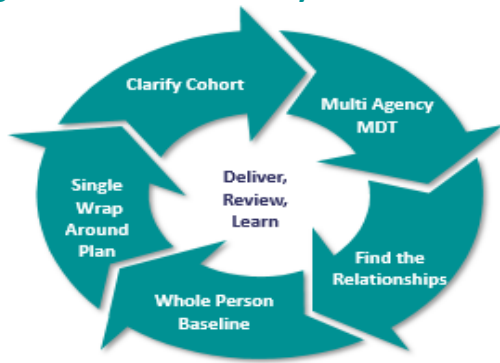 Clarify Cohort
Multi Agency
MDT
Find the
Relationships
Whole Person
Baseline
Single
Wrap
Around
Plan
Deliver,
Review,
Learn